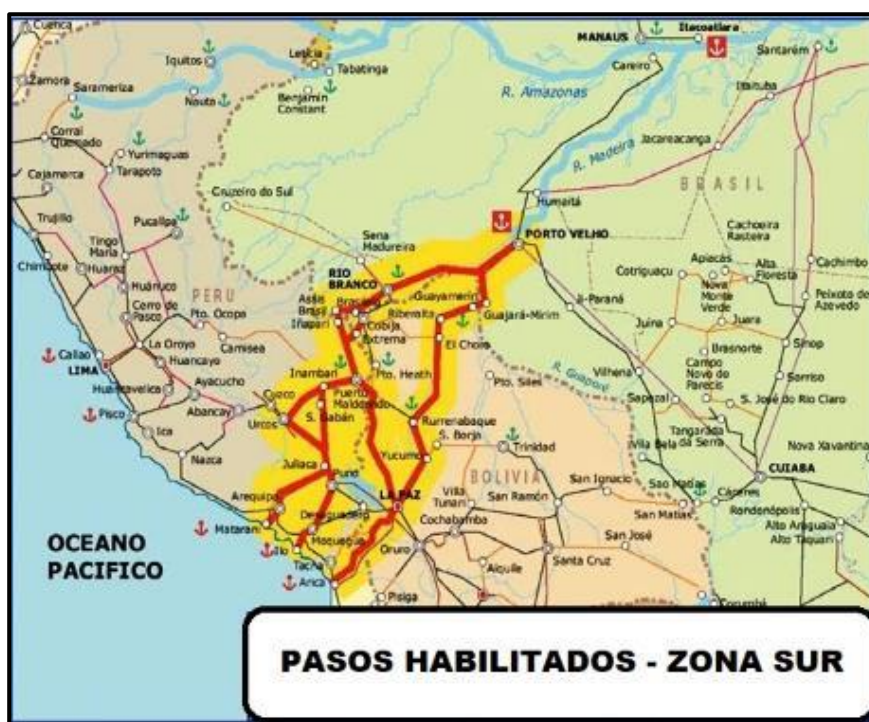 Cuenca
MANAUS
Itacoatiara
Santarém
Leticia
Iquitos
Tabatinga
Careiro
Zamora
Sarameriza
Nauta
Benjamin
Constant
R. Amazonas
Itaituba
Corral
Quemado
R. Madeira
Jacareacanga
Yurimaguas
Tarapoto
Cajamarca
Cruzeiro do Sul
Humaitá
BRASIL
Trujillo
Pucallpa
Sena
Madureira
PORTO VELHO
Cachoeira
Rasteira
Tingo
María
Chimbote
Huaraz
Huánuco
RIO
BRANCO
Apiacás
Alta
Floresta
Cachimbo
Cotriguaçu
Nova
Monte
Verde
PERU
Cerro de
Pasco
Pto. Ocopa
Assis
Brasil
Iñapari
Riberalta
Guayamerin
Guajará-Mirim
Ji-Paraná
Peixoto de
Azevedo
Cobija
Extrema
Juina
Juara
Callao
LIMA
La Oroya
Camisea
El Choro
Brasnorte
Sinop
Huancayo
Inambari
Pto. Heath
R. Guaporé
Vilhena
Campo
Novo do
Parecis
Sorriso
Huancavelica
Ayacucho
Puerto
Maldonado
Pto. Siles
Sapezal
S. José do Rio Claro
Pisco
Abancay
Cuzco
Urcos
S. Gabán
Rurrenabaque
Ica
S. Borja
Trinidad
Vila Bela
Tangará
da Serra
Nova Xavantina
Nazca
Juliaca
Yucumo
BOLIVIA
CUIABA
Puno
San Ignacio
Sao Matias
Cáceres
Arequipa
LA PAZ
Villa
Tunari
San Ramón
San Matías
Rondonópolis
Matarani
Desaguadero
Cochabamba
Alto Araguaia
Alto Taquari
OCEANO
PACIFICO
Moquegua
Ilo
Oruro
San José
Tacna
Santa Cruz
Arica
Aiquile
Pisiga
Corumbá
PASOS HABILITADOS - ZONA SUR